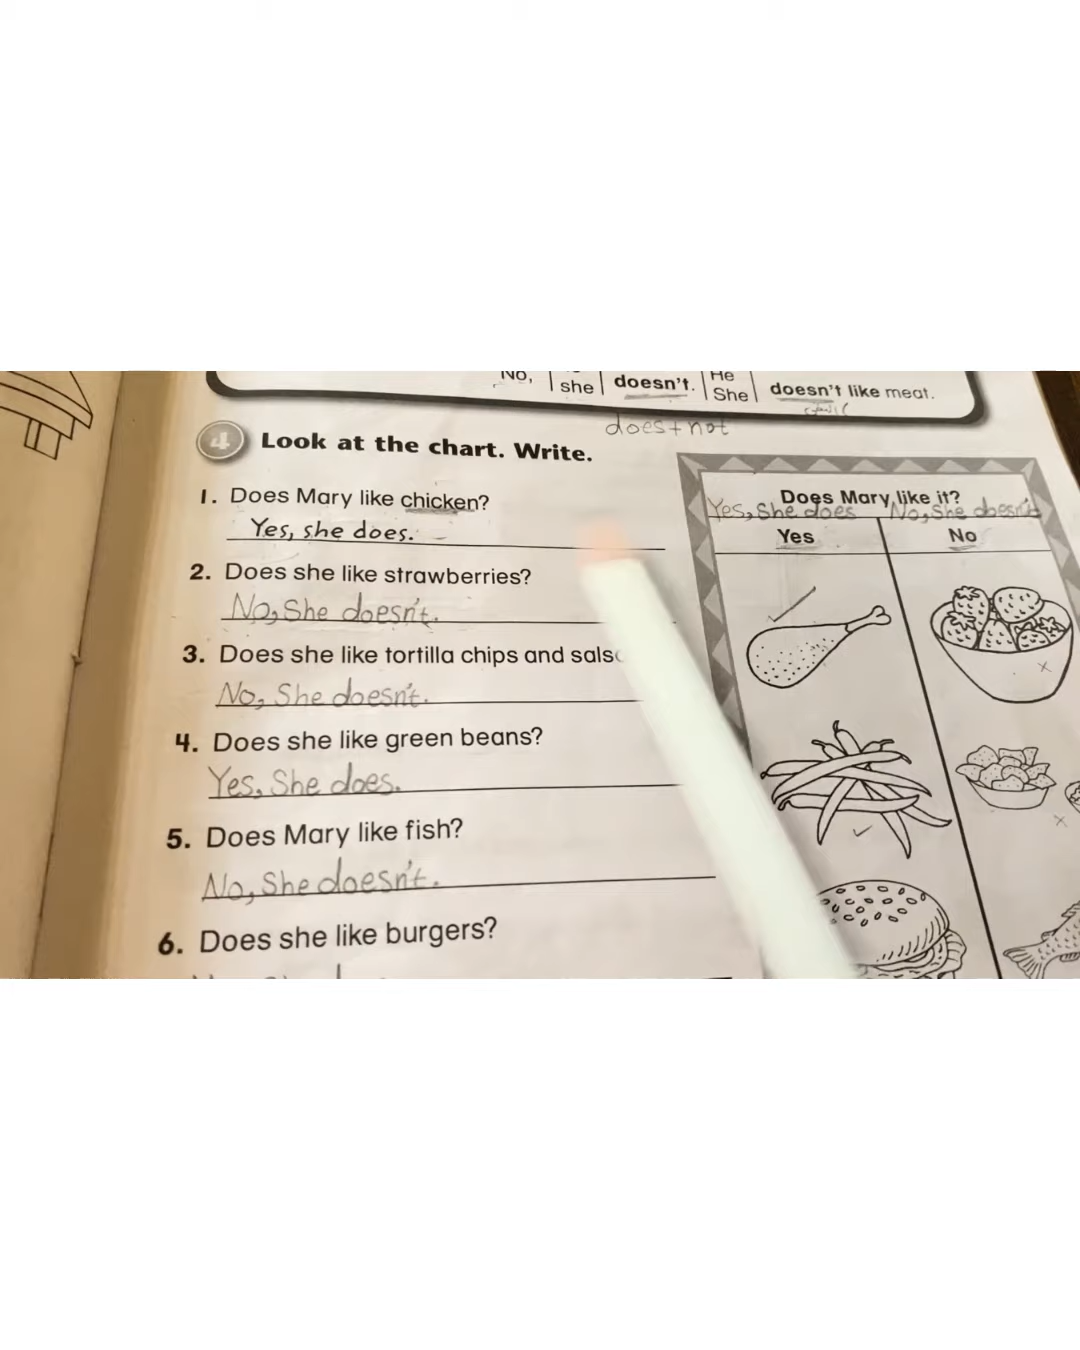 No, she doesn't. He She doesn't like meat.
does+not
4 Look at the chart. Write.
1. Does Mary like chicken?
Yes, she does.
2. Does she like strawberries?
No, She doesn't.
3. Does she like tortilla chips and sals
No, She doesn't.
4. Does she like green beans?
Yes, She does.
5. Does Mary like fish?
No, She doesn't.
6. Does she like burgers?
Does Mary like it?
Yes, She does No, She doesn't
Yes No